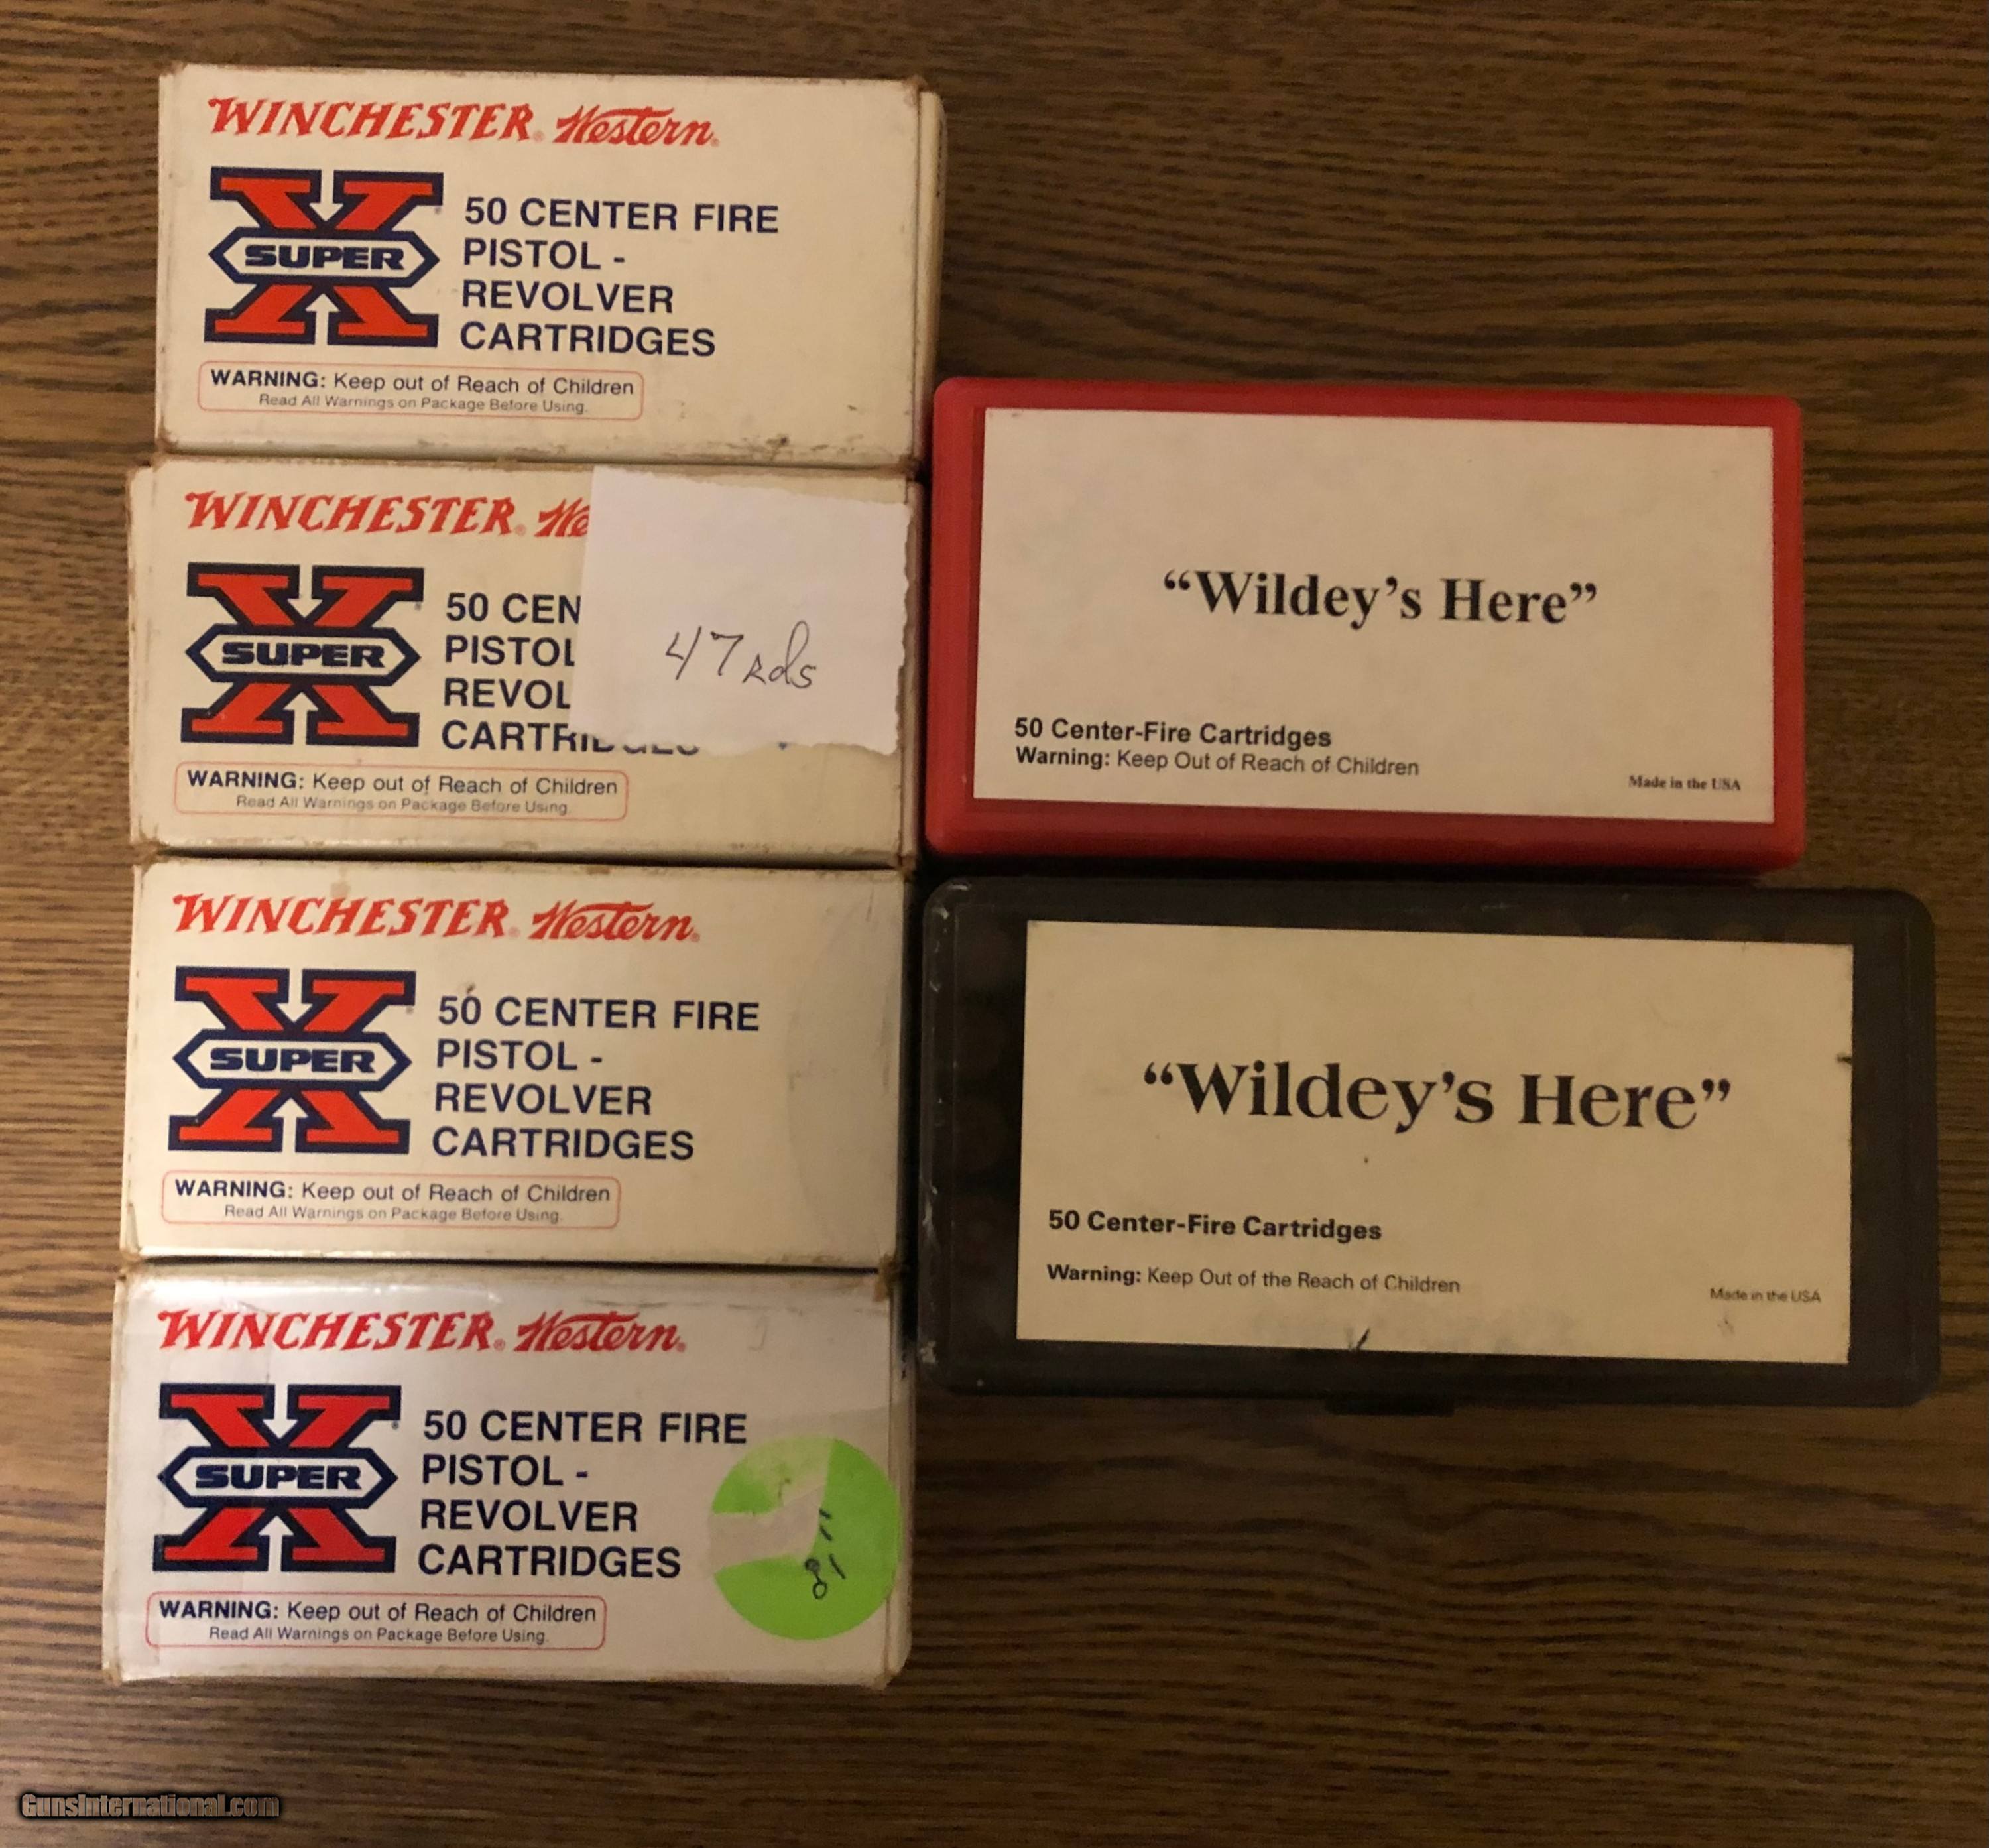 WINCHESTER Western
X
SUPER
50 CENTER FIRE
PISTOL -
REVOLVER
CARTRIDGES
WARNING: Keep out of Reach of Children
Read All Warnings on Package Before Using.
WINCHESTER We
X
SUPER
50 CEN
PISTOL
REVOL
CARTRIDGES
47 rds
WARNING: Keep out of Reach of Children
Read All Warnings on Package Before Using.
WINCHESTER Western
X
SUPER
50 CENTER FIRE
PISTOL -
REVOLVER
CARTRIDGES
WARNING: Keep out of Reach of Children
Read All Warnings on Package Before Using.
WINCHESTER Western
X
SUPER
50 CENTER FIRE
PISTOL -
REVOLVER
CARTRIDGES
WARNING: Keep out of Reach of Children
Read All Warnings on Package Before Using.
“Wildey’s Here”
50 Center-Fire Cartridges
Warning: Keep Out of Reach of Children
Made in the USA
“Wildey’s Here”
50 Center-Fire Cartridges
Warning: Keep Out of the Reach of Children
Made in the USA
GunsInternational.com